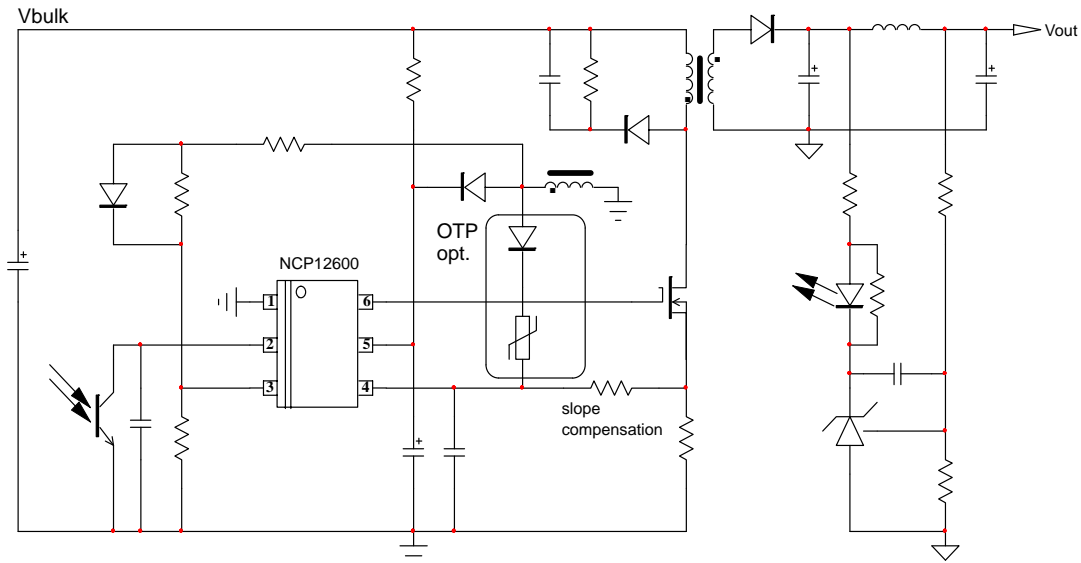 Vbulk
Vout
OTP
opt.
NCP12600
1
6
2
5
3
4
slope
compensation
+
+
+
+